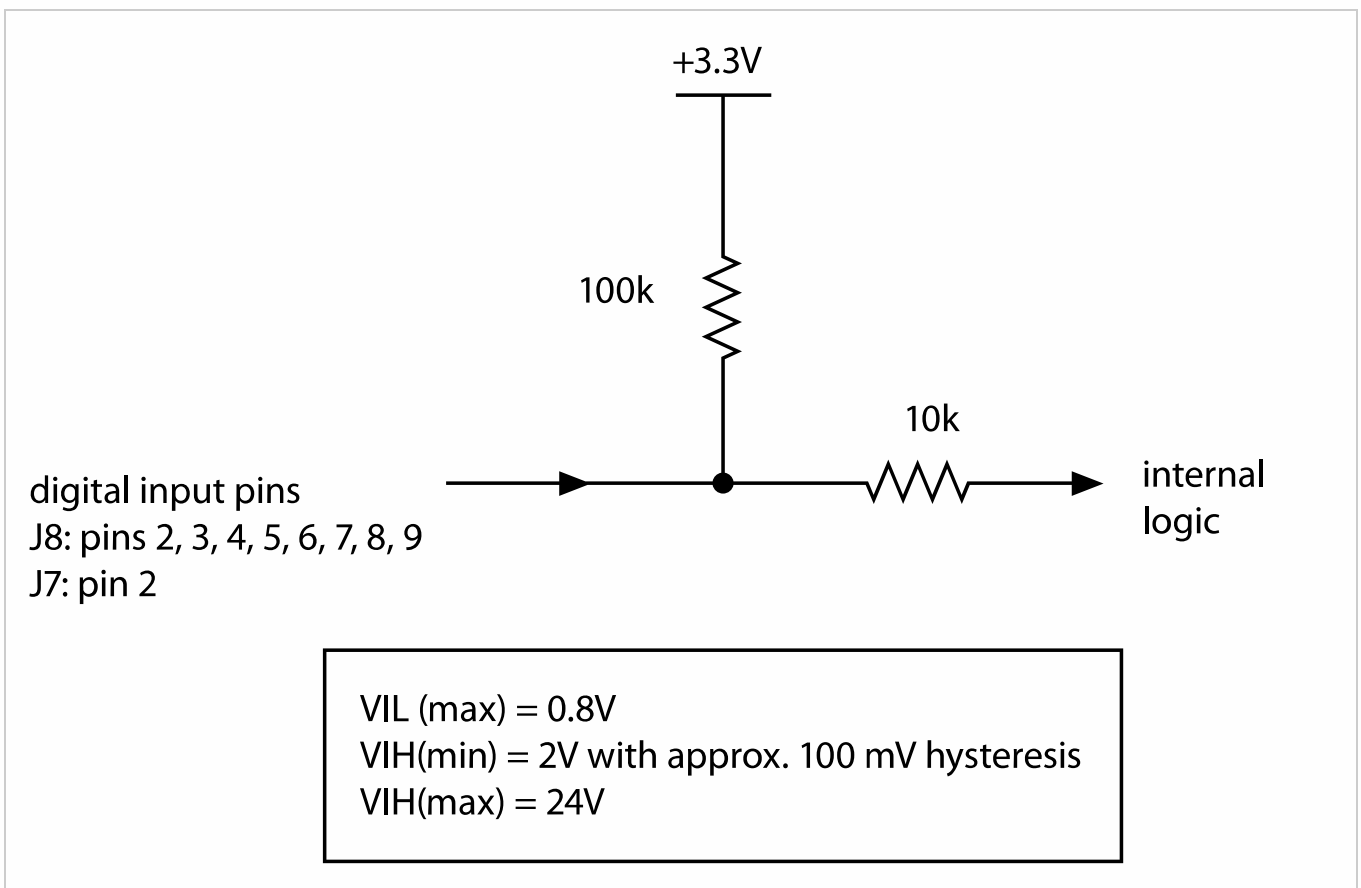 +3.3V
100k
10k
digital input pins
J8: pins 2, 3, 4, 5, 6, 7, 8, 9
J7: pin 2
internal
logic
VIL (max) = 0.8V
VIH(min) = 2V with approx. 100 mV hysteresis
VIH(max) = 24V